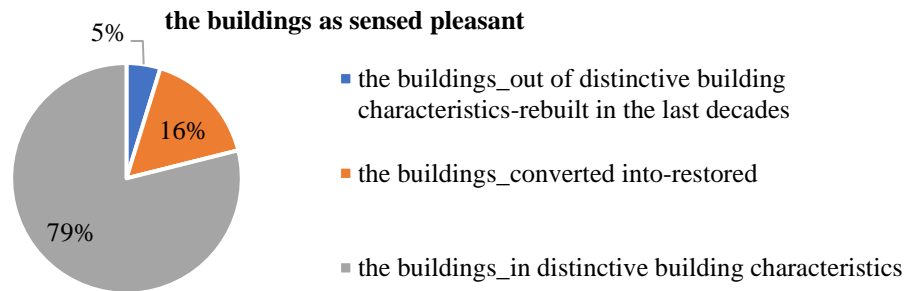 the buildings as sensed pleasant
5%
the buildings_out of distinctive building
characteristics-rebuilt in the last decades
16%
the buildings_converted into-restored
79%
the buildings_in distinctive building characteristics